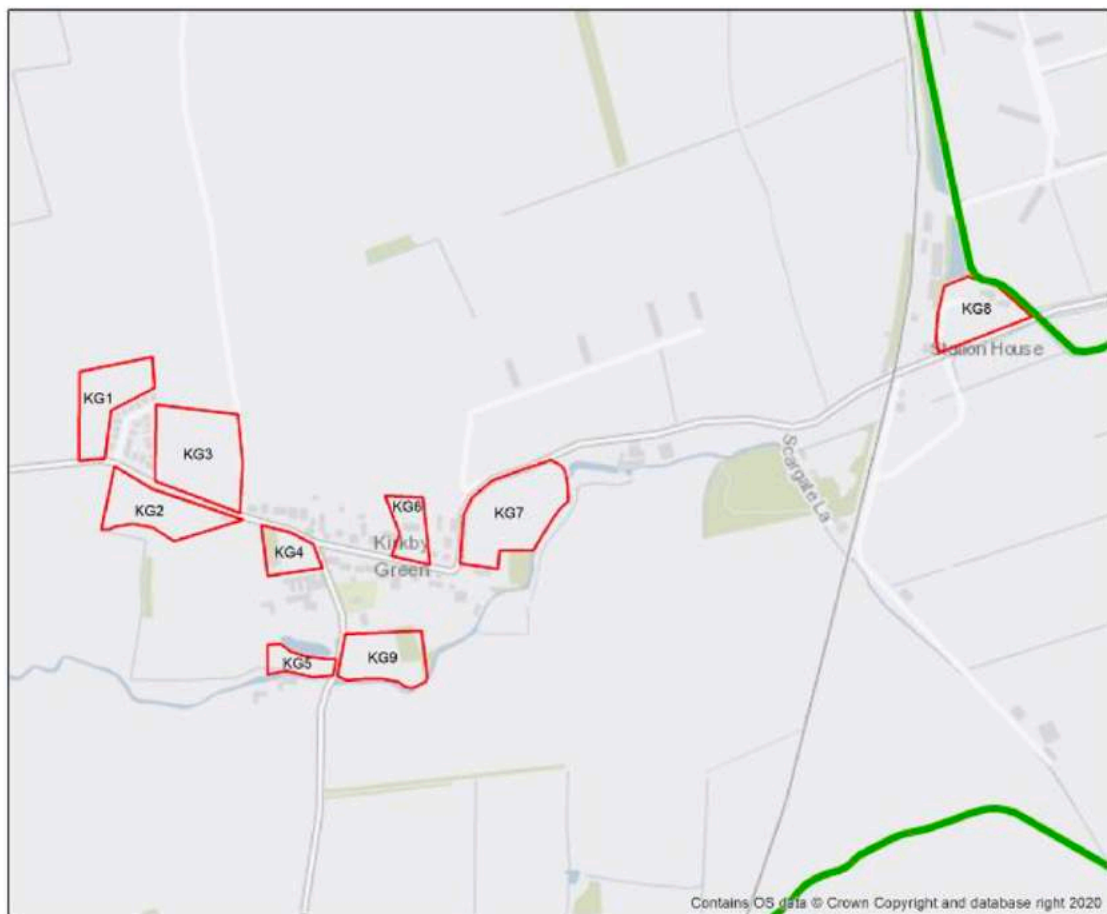 KG8
Station House
KG1
KG3
KG2
KG6
KG7
Scargate La
KG4
Kirkby
Green
KG5
KG9
Contains OS data © Crown Copyright and database right 2020